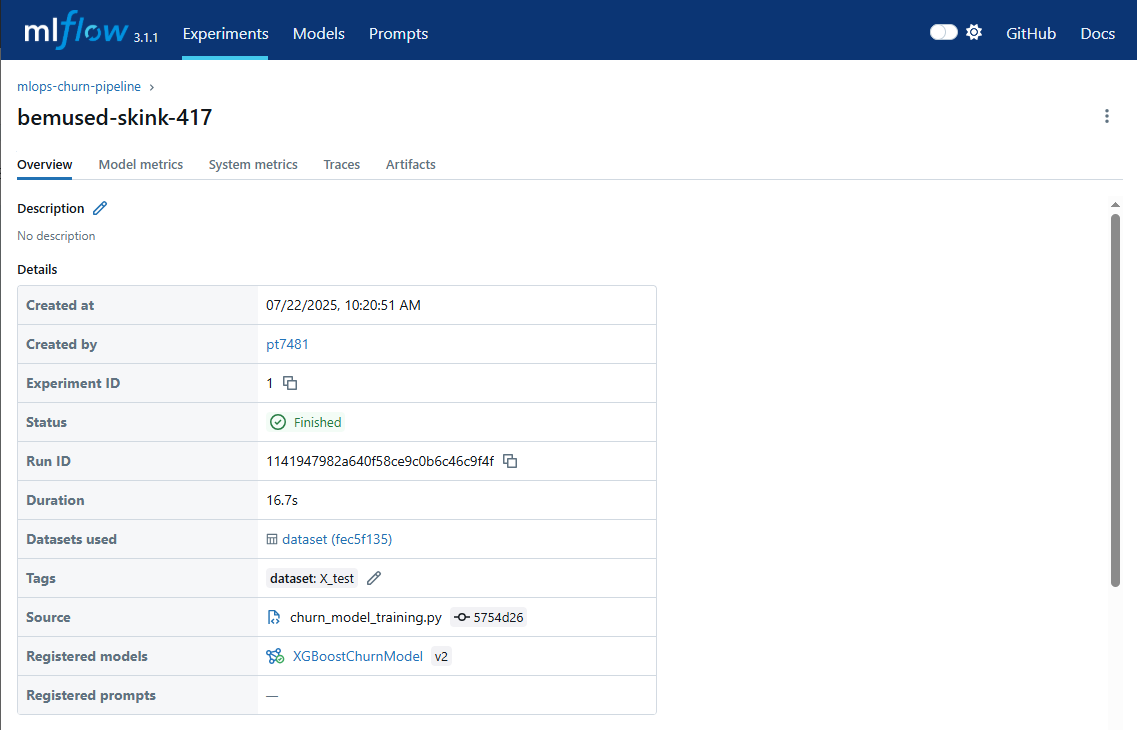 mlflow 3.1.1 Experiments Models Prompts GitHub Docs
mlops-churn-pipeline
bemused-skink-417
Overview Model metrics System metrics Traces Artifacts
Description
No description
Details
Created at 07/22/2025, 10:20:51 AM
Created by pt7481
Experiment ID 1
Status Finished
Run ID 1141947982a640f58ce9c0b6c46c9f4f
Duration 16.7s
Datasets used dataset (fec5f135)
Tags dataset: X_test
Source churn_model_training.py 5754d26
Registered models XGBoostChurnModel v2
Registered prompts —